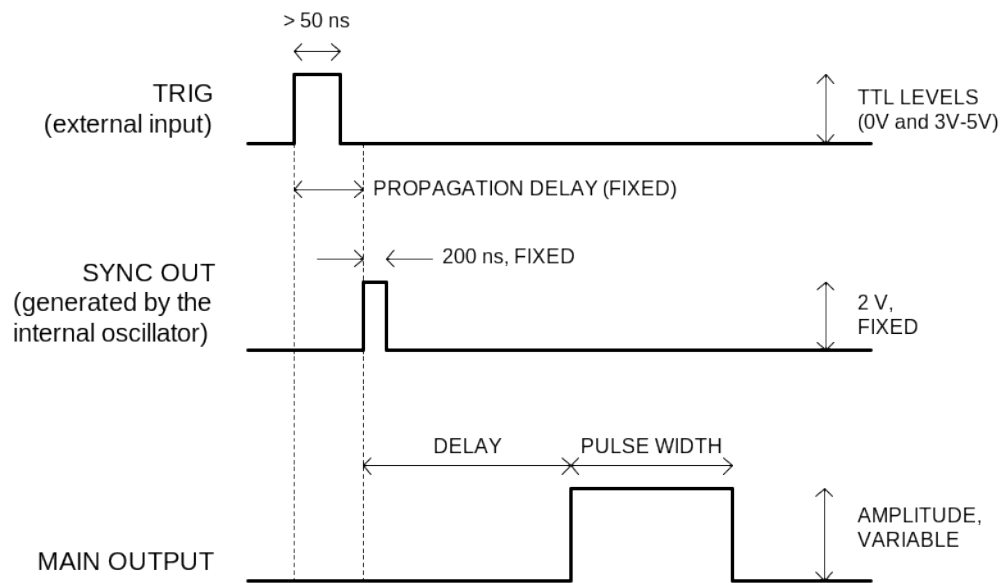 > 50 ns
TRIG
(external input)
TTL LEVELS
(0V and 3V-5V)
PROPAGATION DELAY (FIXED)
200 ns, FIXED
SYNC OUT
(generated by the
internal oscillator)
2 V,
FIXED
DELAY
PULSE WIDTH
AMPLITUDE,
VARIABLE
MAIN OUTPUT